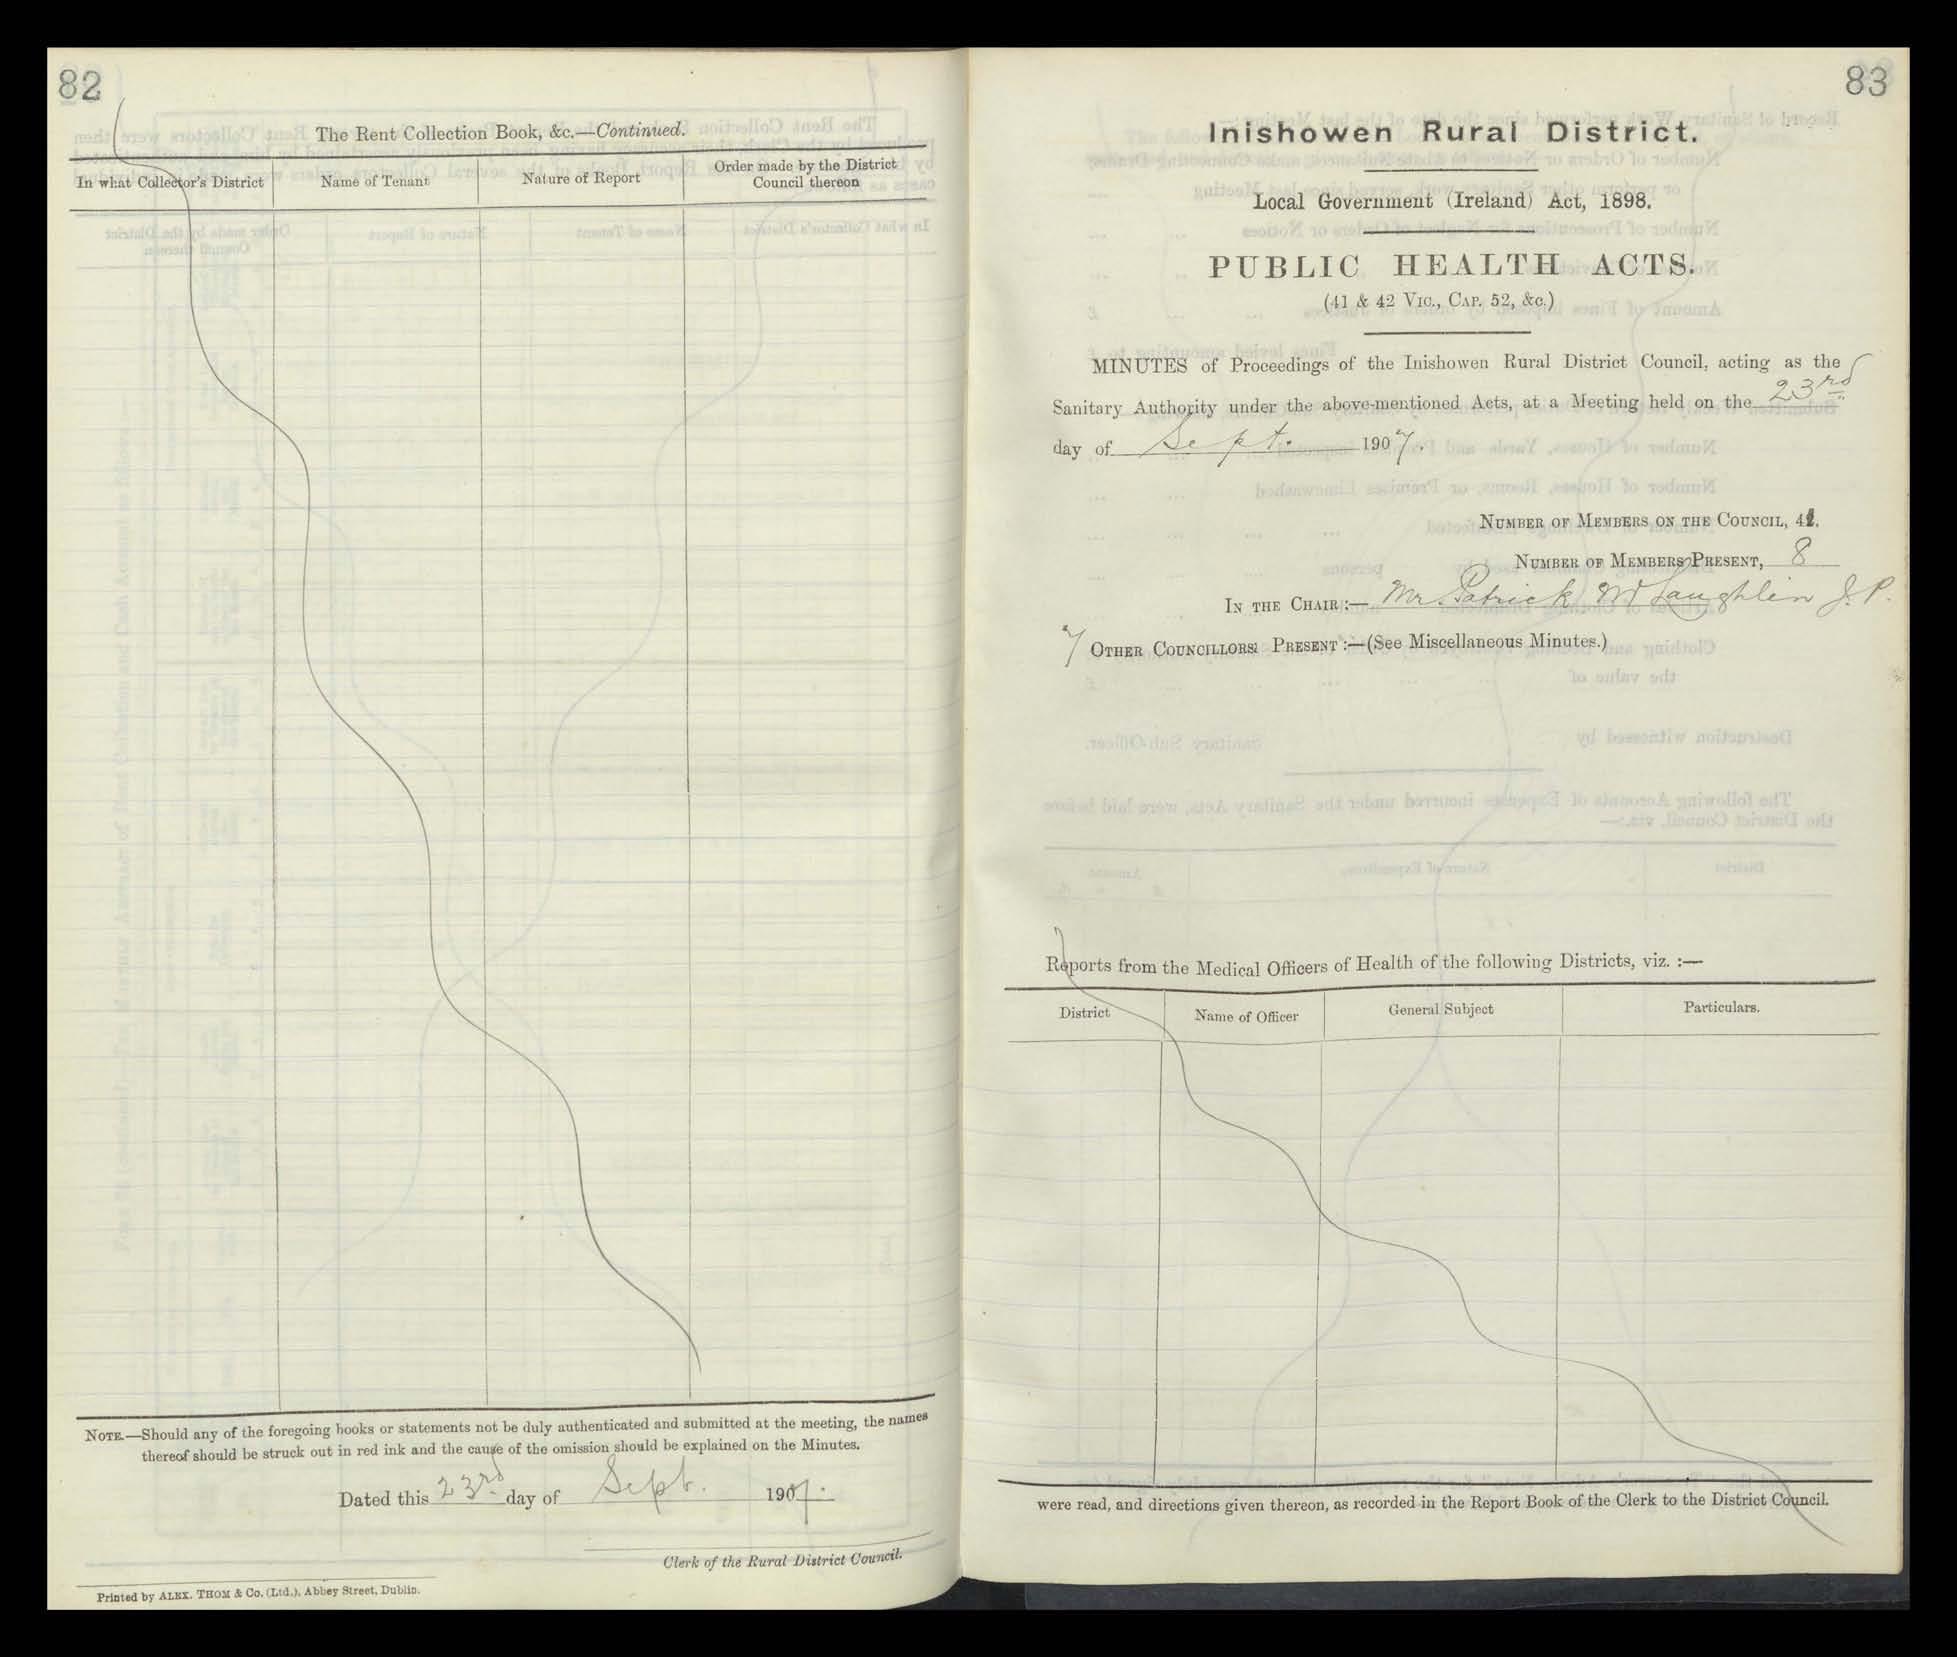 82
The Rent Collection Book, &c.—Continued.
In what Collector's District
Name of Tenant
Nature of Report
Order made by the District
Council thereon
NOTE.—Should any of the foregoing books or statements not be duly authenticated and submitted at the meeting, the names
thereof should be struck out in red ink and the cause of the omission should be explained on the Minutes.
Dated this 23rd day of Sept. 1907.
Clerk of the Rural District Council.
Printed by ALEX. THOM & Co. (Ltd.), Abbey Street, Dublin.
83
Inishowen Rural District.
Local Government (Ireland) Act, 1898.
PUBLIC HEALTH ACTS.
(41 & 42 VIC., CAP. 52, &c.)
MINUTES of Proceedings of the Inishowen Rural District Council, acting as the
Sanitary Authority under the above-mentioned Acts, at a Meeting held on the 23rd
day of Sept. 1907.
NUMBER OF MEMBERS ON THE COUNCIL,
NUMBER OF MEMBERS PRESENT, 8
IN THE CHAIR:— Mr. Patrick McLaughlin J.P.
7 OTHER COUNCILLORS PRESENT:—(See Miscellaneous Minutes.)
Reports from the Medical Officers of Health of the following Districts, viz. :—
District
Name of Officer
General Subject
Particulars.
were read, and directions given thereon, as recorded in the Report Book of the Clerk to the District Council.